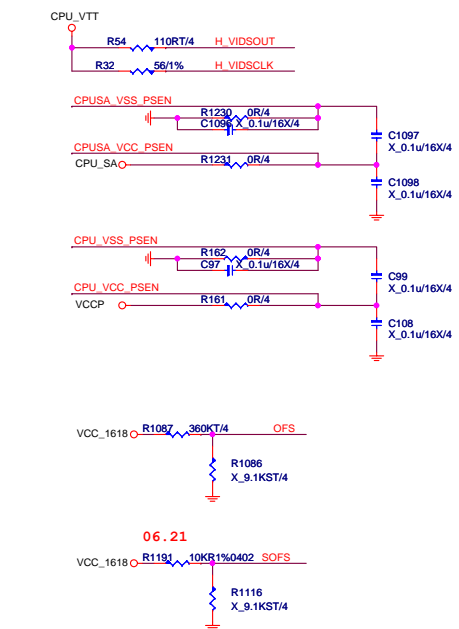 CPU_VTT
R54 110RT/4 H_VIDSOUT
R32 56/1% H_VIDSCLK
CPUSA_VSS_PSEN
R1230 0R/4
C1096 X_0.1u/16X/4
C1097
X_0.1u/16X/4
CPUSA_VCC_PSEN
CPU_SA R1231 0R/4
C1098
X_0.1u/16X/4
CPU_VSS_PSEN
R162 0R/4
C97 X_0.1u/16X/4
C99
X_0.1u/16X/4
CPU_VCC_PSEN
VCCP R161 0R/4
C108
X_0.1u/16X/4
VCC_1618 R1087 360KT/4 OFS
R1086
X_9.1KST/4
06.21
VCC_1618 R1191 10KR1%0402 SOFS
R1116
X_9.1KST/4